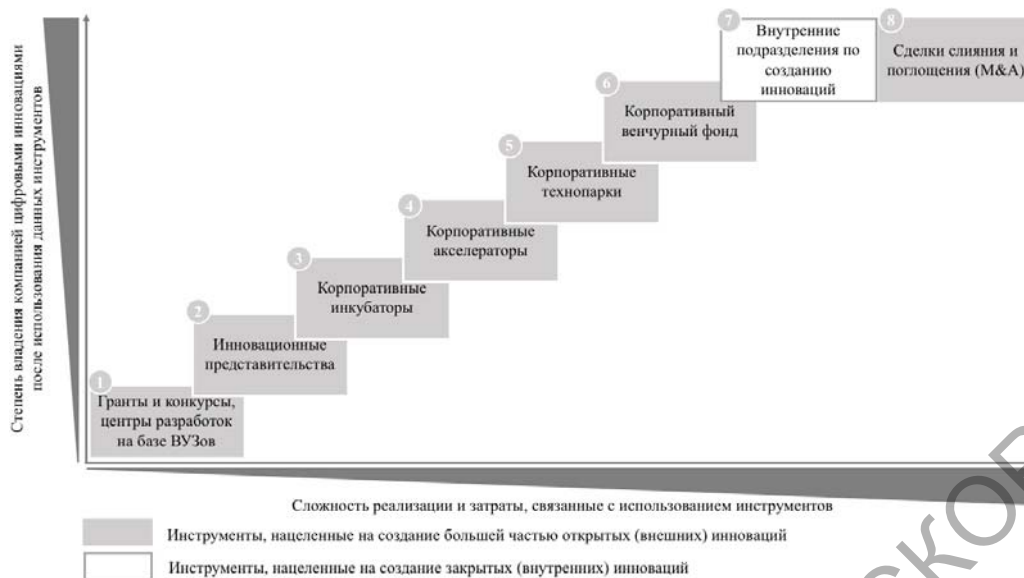 Степень владения компанией цифровыми инновациями
после использования данных инструментов
1
Гранты и конкурсы,
центры разработок
на базе ВУЗов
2
Инновационные
представительства
3
Корпоративные
инкубаторы
4
Корпоративные
акселераторы
5
Корпоративные
технопарки
6
Корпоративный
венчурный фонд
7
Внутренние
подразделения по
созданию
инноваций
8
Сделки слияния и
поглощения (M&A)
Сложность реализации и затраты, связанные с использованием инструментов
Инструменты, нацеленные на создание большей частью открытых (внешних) инноваций
Инструменты, нацеленные на создание закрытых (внутренних) инноваций